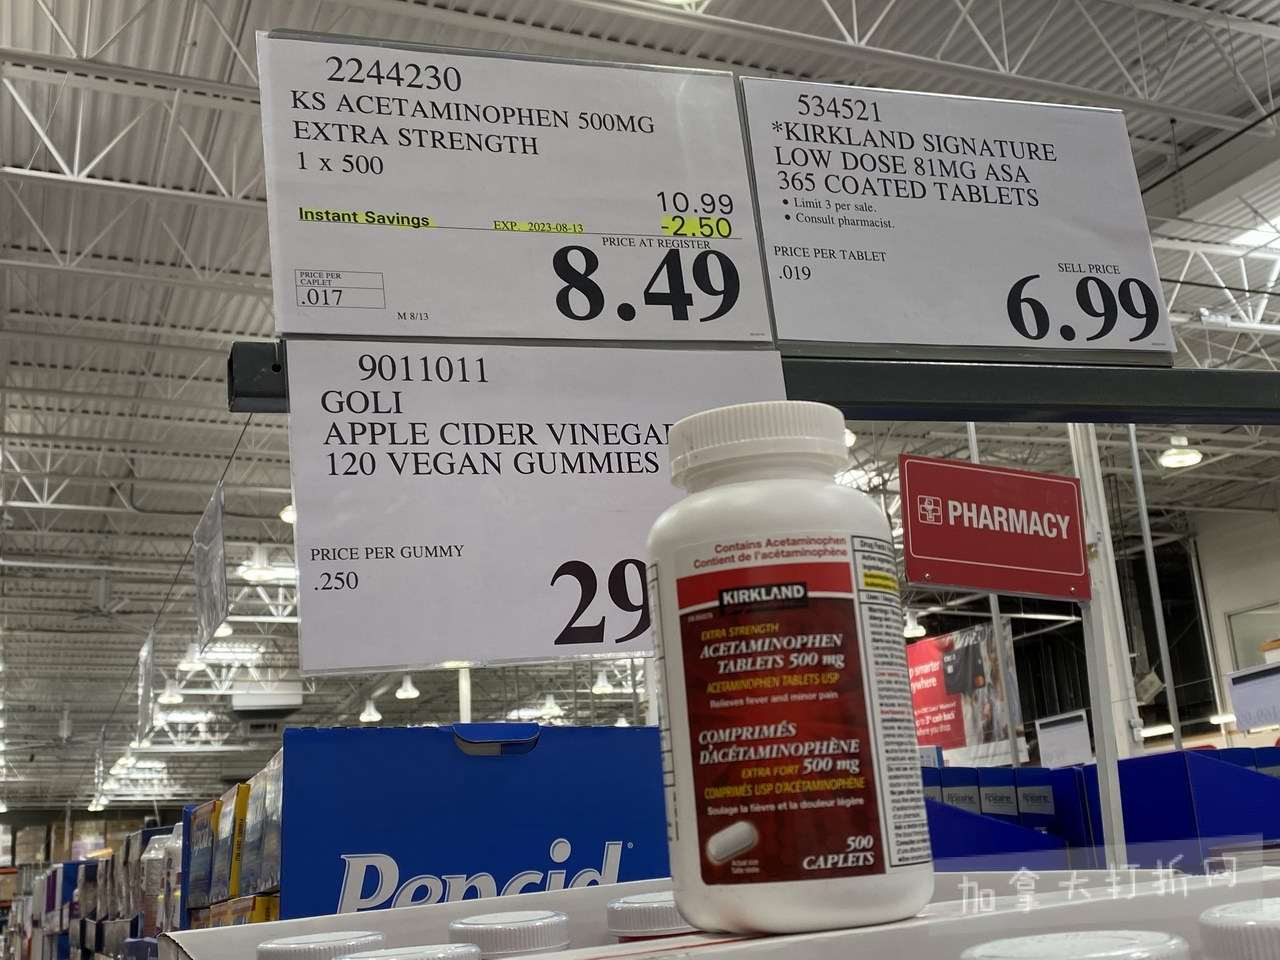 2244230
KS ACETAMINOPHEN 500MG
EXTRA STRENGTH
1 x 500
10.99
Instant Savings EXP. 2023-08-13 -2.50
PRICE AT REGISTER
8.49
PRICE PER
CAPLET
.017
M 8/13
534521
*KIRKLAND SIGNATURE
LOW DOSE 81MG ASA
365 COATED TABLETS
• Limit 3 per sale.
• Consult pharmacist.
PRICE PER TABLET
.019
SELL PRICE
6.99
9011011
GOLI
APPLE CIDER VINEGAR
120 VEGAN GUMMIES
PRICE PER GUMMY
.250
29
PHARMACY
Contains Acetaminophen
Contient de l'acétaminophène
KIRKLAND
EXTRA STRENGTH
ACETAMINOPHEN
TABLETS 500 mg
ACETAMINOPHEN TABLETS USP
Relieves fever and minor pain
COMPRIMÉS
D'ACÉTAMINOPHÈNE
EXTRA FORT 500 mg
COMPRIMÉS USP D'ACÉTAMINOPHÈNE
Soulage la fièvre et la douleur légère
500
CAPLETS
Pepcid
加拿大打折网